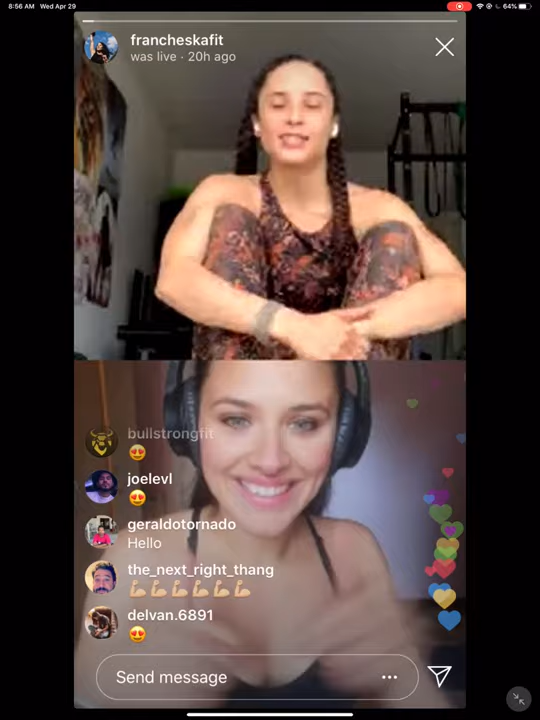 8:56 AM Wed Apr 29
64%
francheskafit
was live · 20h ago
bullstrongfit
😍
joelevl
😍
geraldotornado
Hello
the_next_right_thang
💪🏼💪🏼💪🏼💪🏼💪🏼💪🏼
delvan.6891
😍
Send message